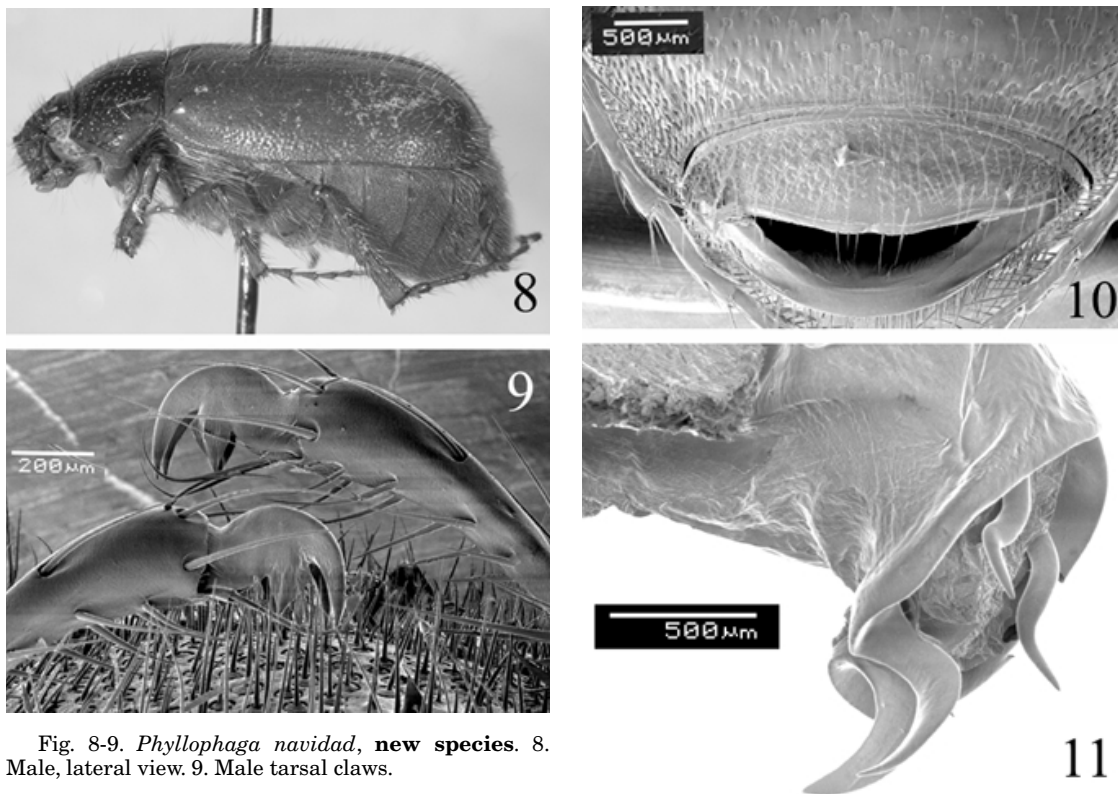 8
9
200µm
Fig. 8-9. Phyllophaga navidad, new species. 8.
Male, lateral view. 9. Male tarsal claws.
500µm
10
500µm
11